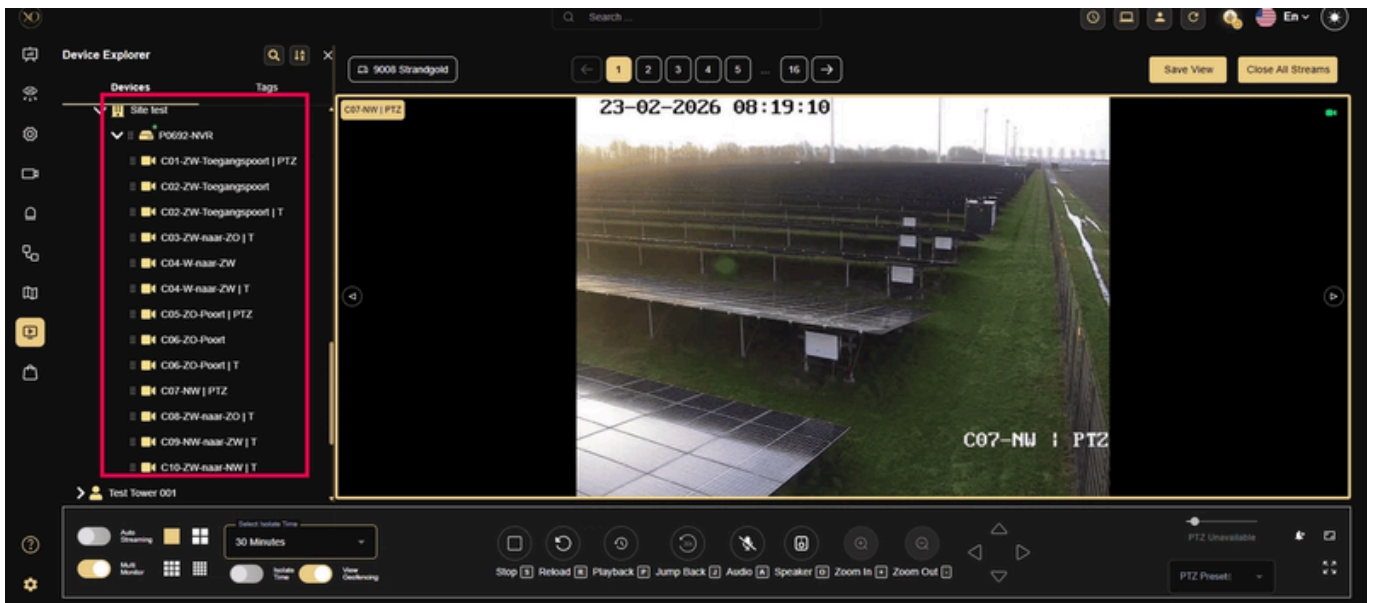 XO
Search ...
En
Device Explorer
Devices
Tags
9008 Strandgold
1
2
3
4
5
...
16
Save View
Close All Streams
Site test
P0692-NVR
C01-ZW-Toegangspoort | PTZ
C02-ZW-Toegangspoort
C02-ZW-Toegangspoort | T
C03-ZW-naar-ZO | T
C04-W-naar-ZW
C04-W-naar-ZW | T
C05-ZO-Poort | PTZ
C06-ZO-Poort
C06-ZO-Poort | T
C07-NW | PTZ
C08-ZW-naar-ZO | T
C09-NW-naar-ZW | T
C10-ZW-naar-NW | T
Test Tower 001
C07-NW | PTZ
23-02-2026 08:19:10
C07-NW | PTZ
Auto
Streaming
Multi
Monitor
Select Isolate Time
30 Minutes
Isolate
Time
View
Geofencing
Stop S
Reload R
Playback P
Jump Back J
Audio A
Speaker O
Zoom In +
Zoom Out -
PTZ Unavailable
PTZ Preset